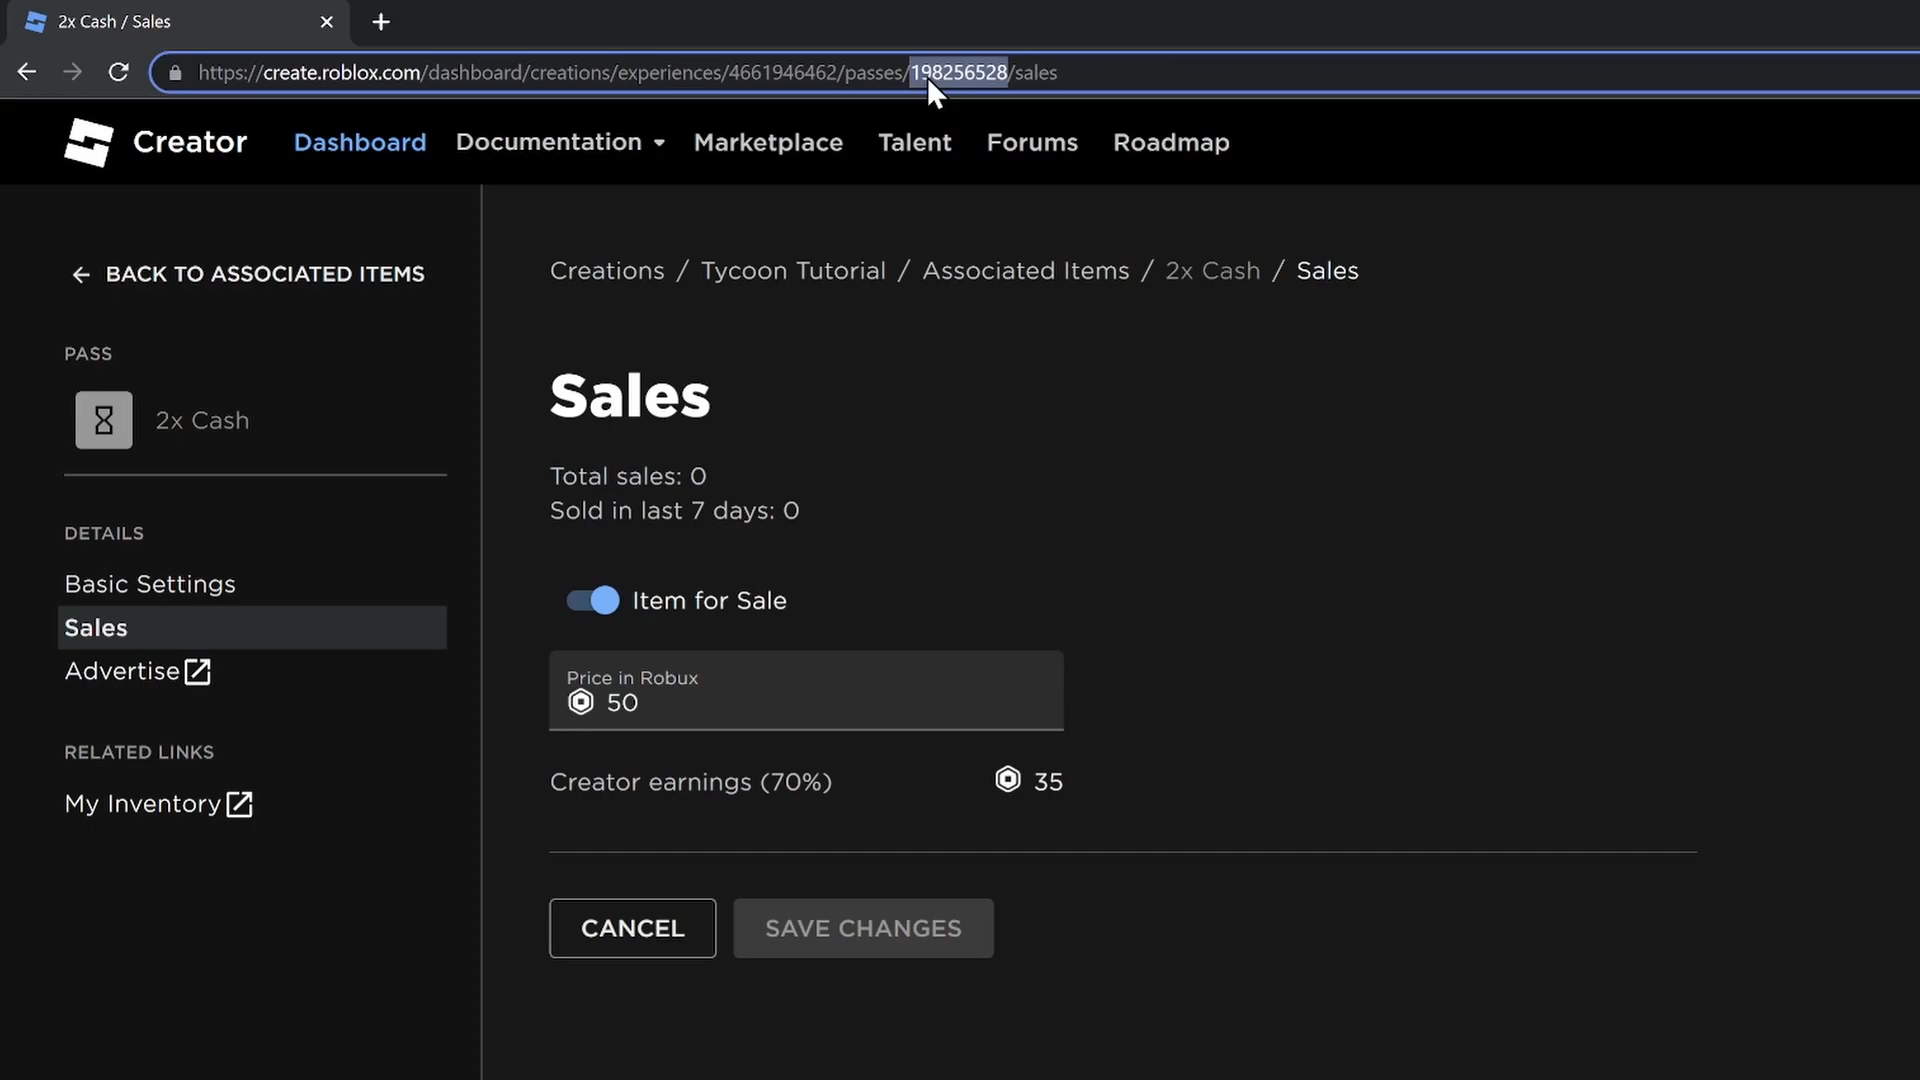 2x Cash / Sales
https://create.roblox.com/dashboard/creations/experiences/4661946462/passes/198256528/sales
Creator Dashboard Documentation Marketplace Talent Forums Roadmap
BACK TO ASSOCIATED ITEMS
PASS
2x Cash
DETAILS
Basic Settings
Sales
Advertise
RELATED LINKS
My Inventory
Creations / Tycoon Tutorial / Associated Items / 2x Cash / Sales
Sales
Total sales: 0
Sold in last 7 days: 0
Item for Sale
Price in Robux
50
Creator earnings (70%) 35
CANCEL SAVE CHANGES